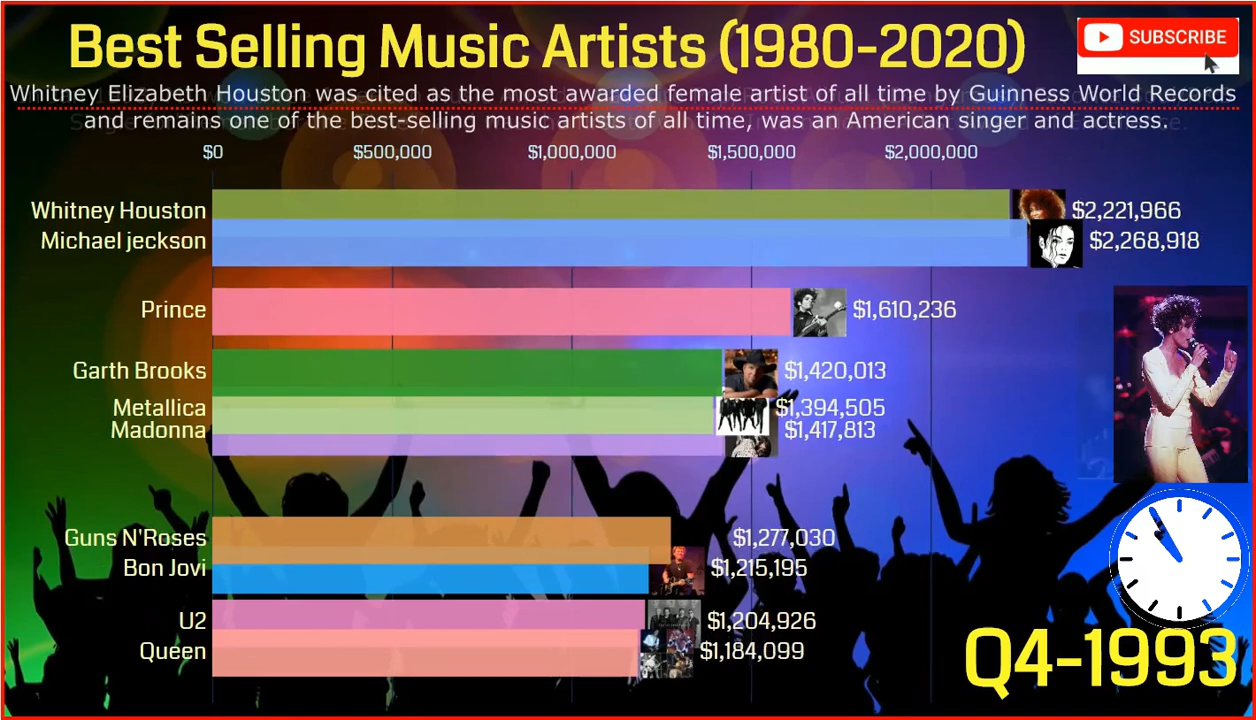 Best Selling Music Artists (1980-2020)
SUBSCRIBE
Whitney Elizabeth Houston was cited as the most awarded female artist of all time by Guinness World Records
and remains one of the best-selling music artists of all time, was an American singer and actress.
$0 $500,000 $1,000,000 $1,500,000 $2,000,000
Whitney Houston $2,221,966
Michael jeckson $2,268,918
Prince $1,610,236
Garth Brooks $1,420,013
Metallica $1,394,505
Madonna $1,417,813
Guns N'Roses $1,277,030
Bon Jovi $1,215,195
U2 $1,204,926
Queen $1,184,099
Q4-1993